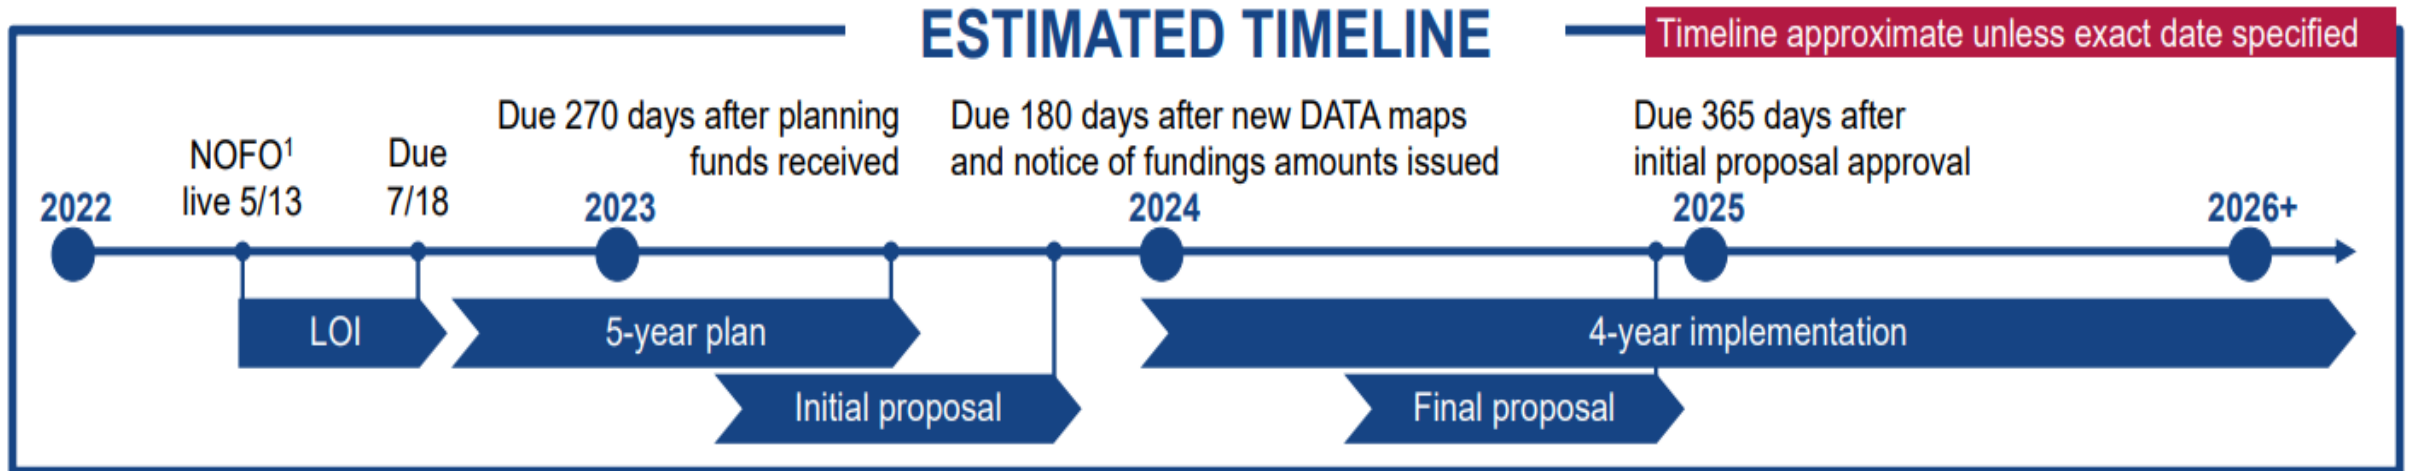 ESTIMATED TIMELINE
Timeline approximate unless exact date specified
NOFO¹
live 5/13
Due
7/18
Due 270 days after planning
funds received
Due 180 days after new DATA maps
and notice of fundings amounts issued
Due 365 days after
initial proposal approval
2022
2023
2024
2025
2026+
LOI
5-year plan
4-year implementation
Initial proposal
Final proposal